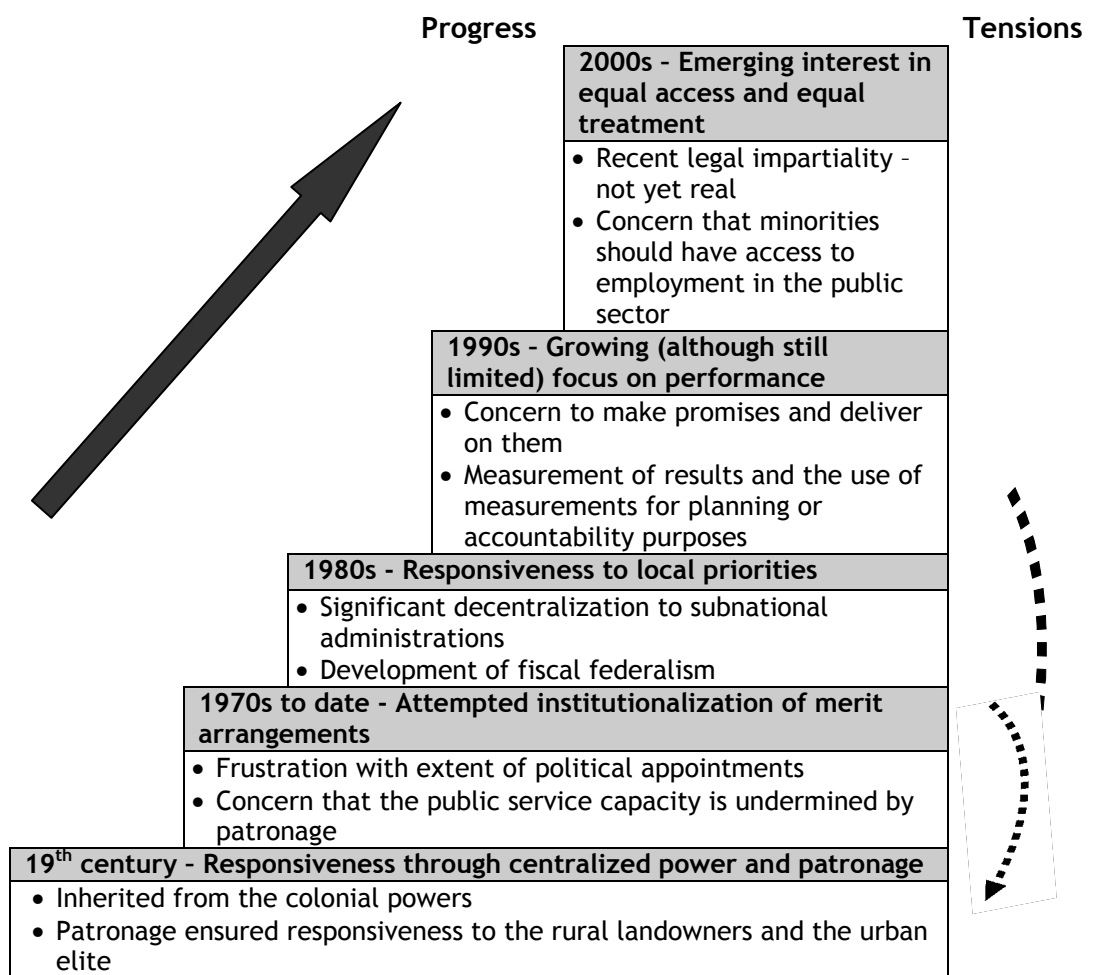 Progress
Tensions
2000s – Emerging interest in
equal access and equal
treatment
• Recent legal impartiality –
not yet real
• Concern that minorities
should have access to
employment in the public
sector
1990s – Growing (although still
limited) focus on performance
• Concern to make promises and deliver
on them
• Measurement of results and the use of
measurements for planning or
accountability purposes
1980s - Responsiveness to local priorities
• Significant decentralization to subnational
administrations
• Development of fiscal federalism
1970s to date - Attempted institutionalization of merit
arrangements
• Frustration with extent of political appointments
• Concern that the public service capacity is undermined by
patronage
19th century – Responsiveness through centralized power and patronage
• Inherited from the colonial powers
• Patronage ensured responsiveness to the rural landowners and the urban
elite